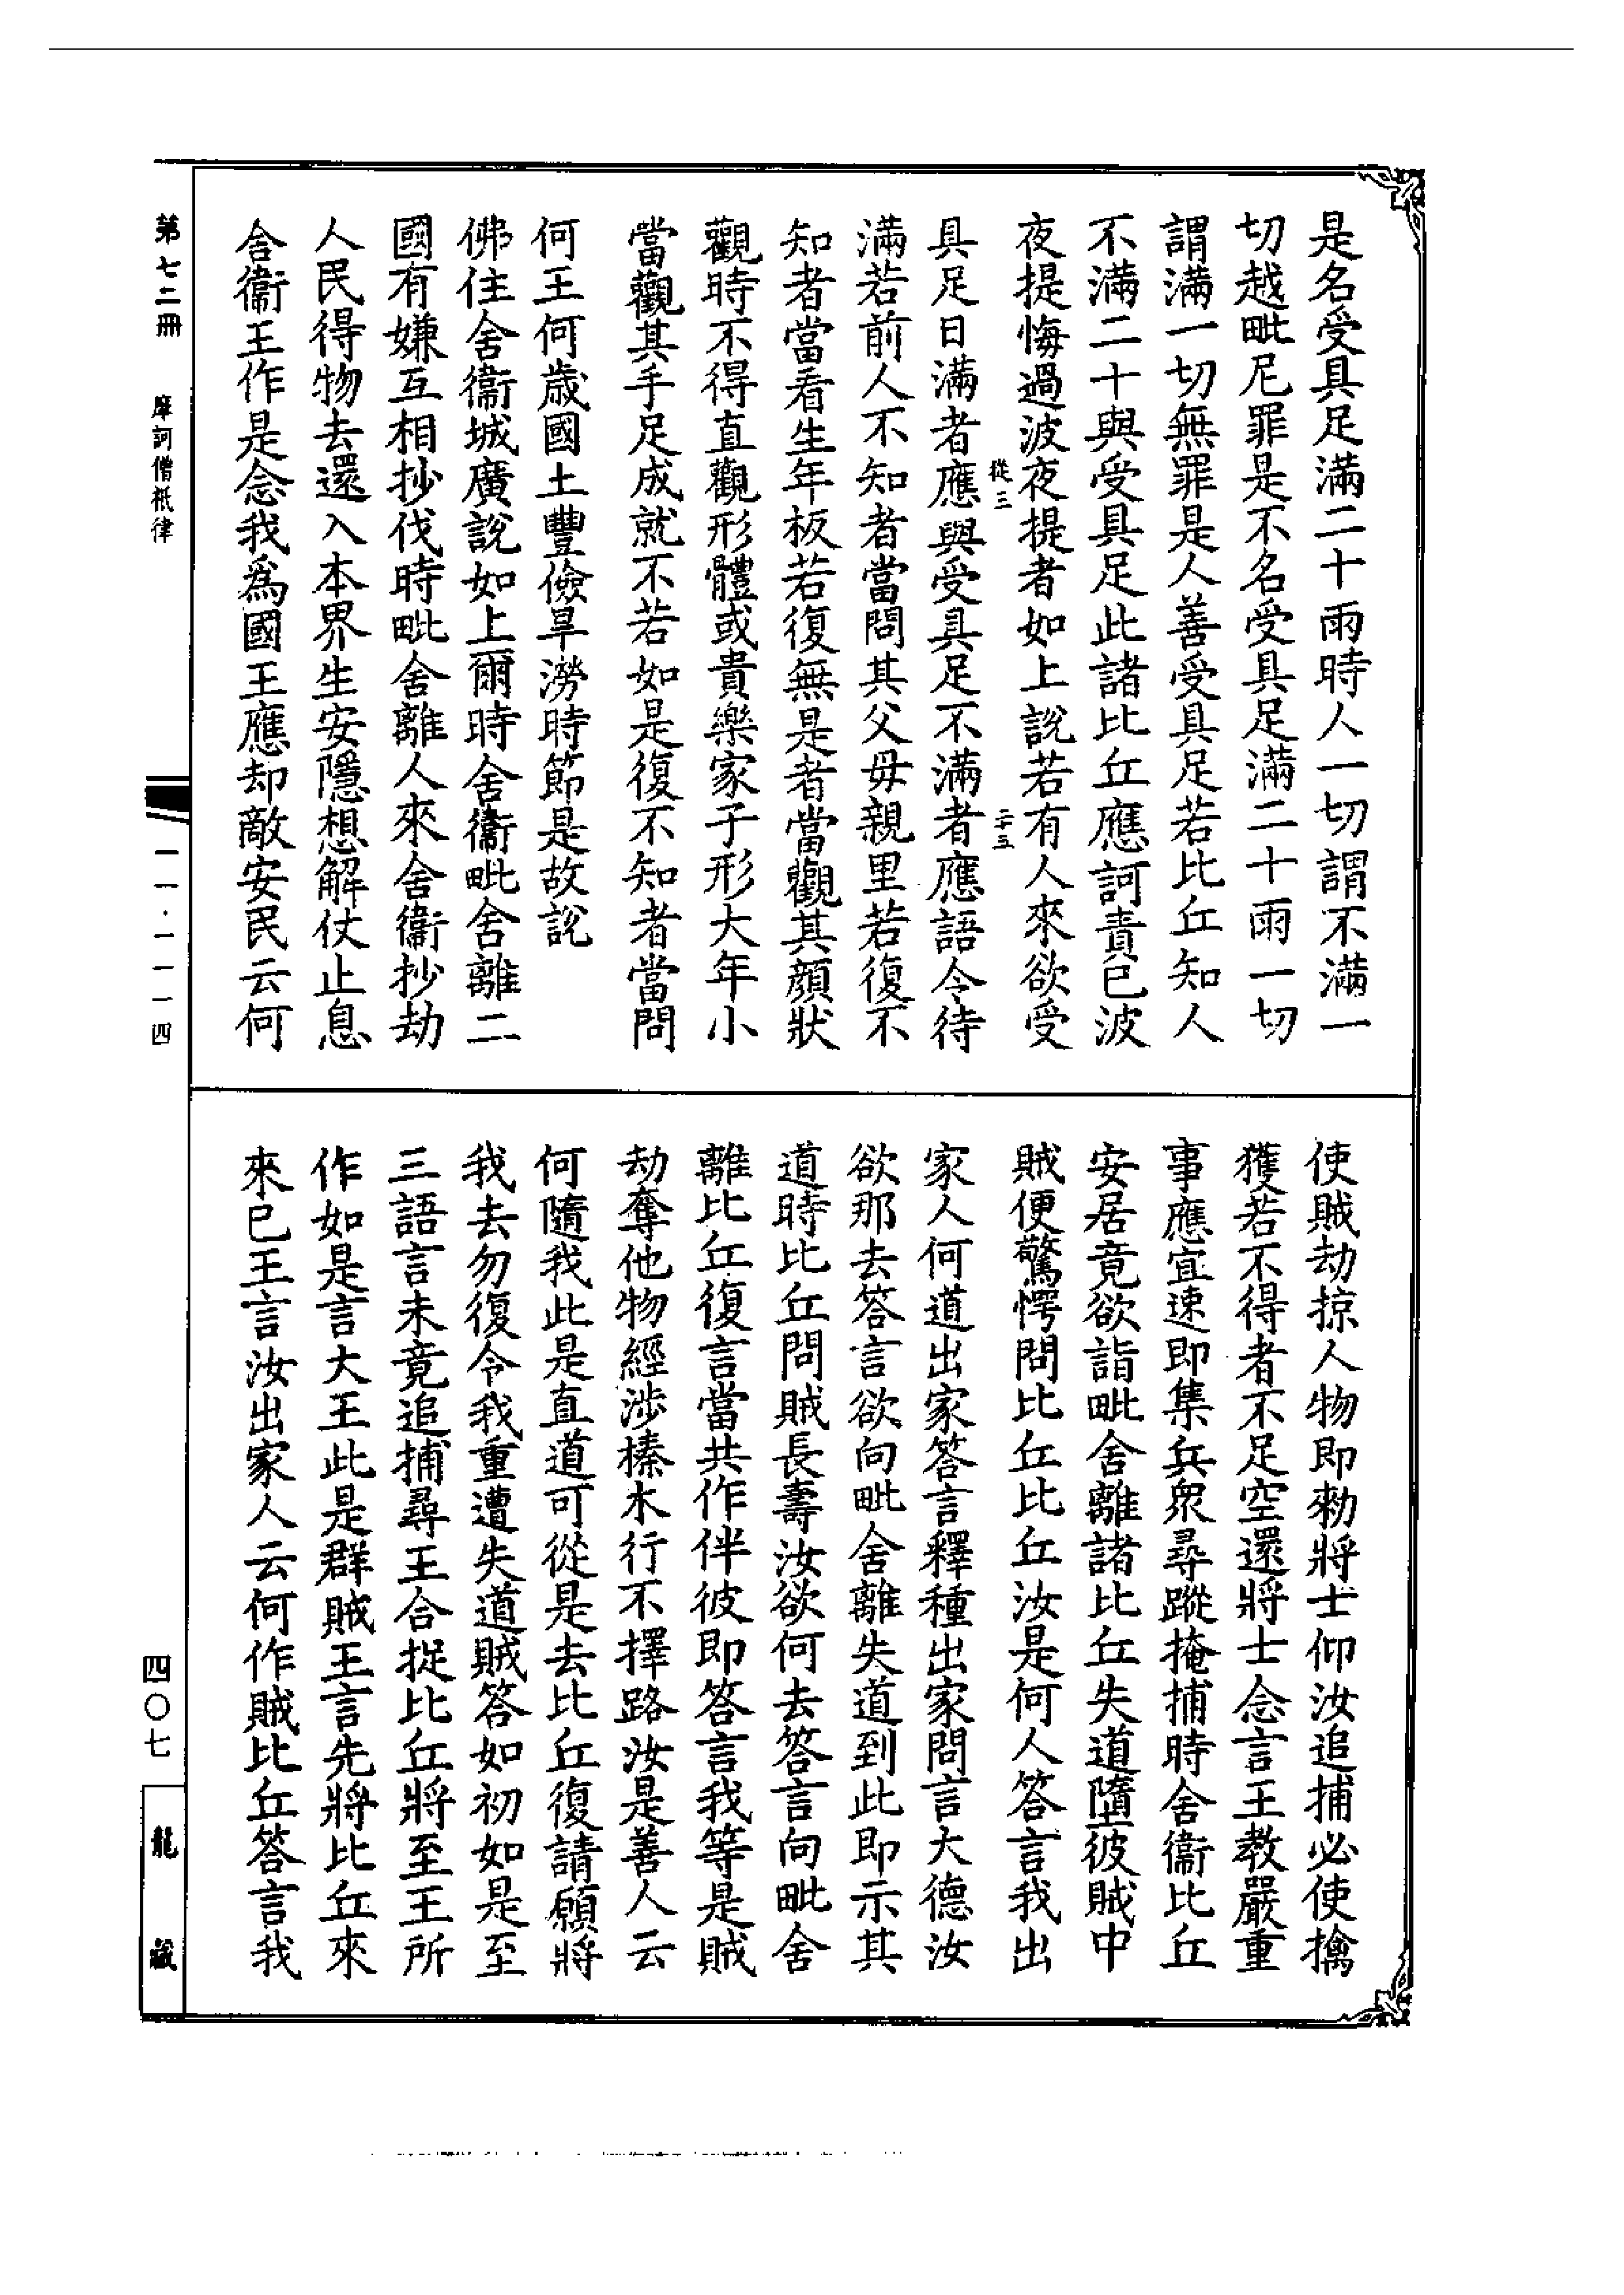 是名受具足滿二十雨時人一切謂不滿一
切越毗尼罪是不名受具足滿二十雨一切
謂滿一切無罪是人善受具足若比丘知人
不滿二十與受具足此諸比丘應訶責已波
夜提悔過波夜提者如上說若有人來欲受
從三
二十五
具足日滿者應與受具足不滿者應語令待
滿若前人不知者當問其父母親里若復不
知者當看生年板若復無是者當觀其顏狀
觀時不得直觀形體或貴樂家子形大年小
當觀其手足成就不若如是復不知者當問
何王何歲國土豐儉旱澇時節是故說
佛住舍衞城廣說如上爾時舍衞毗舍離二
國有嫌互相抄伐時毗舍離人來舍衞抄劫
人民得物去還入本界生安隱想解仗止息
舍衞王作是念我為國王應却敵安民云何
使賊劫掠人物即勑將士仰汝追捕必使擒
獲若不得者不足空還將士念言王教嚴重
事應宜速即集兵衆尋蹤掩捕時舍衞比丘
安居竟欲詣毗舍離諸比丘失道墮彼賊中
賊便驚愕問比丘比丘汝是何人答言我出
家人何道出家答言釋種出家問言大德汝
欲那去答言欲向毗舍離失道到此即示其
道時比丘問賊長壽汝欲何去答言向毗舍
離比丘復言當共作伴彼即答言我等是賊
劫奪他物經涉榛木行不擇路汝是善人云
何隨我此是直道可從是去比丘復請願將
我去勿復令我重遭失道賊答如初如是至
三語言未竟追捕尋王合捉比丘將至王所
作如是言大王此是群賊王言先將比丘來
來已王言汝出家人云何作賊比丘答言我
第七二冊
摩訶僧祇律
一一·一一一四
四〇七
龍藏